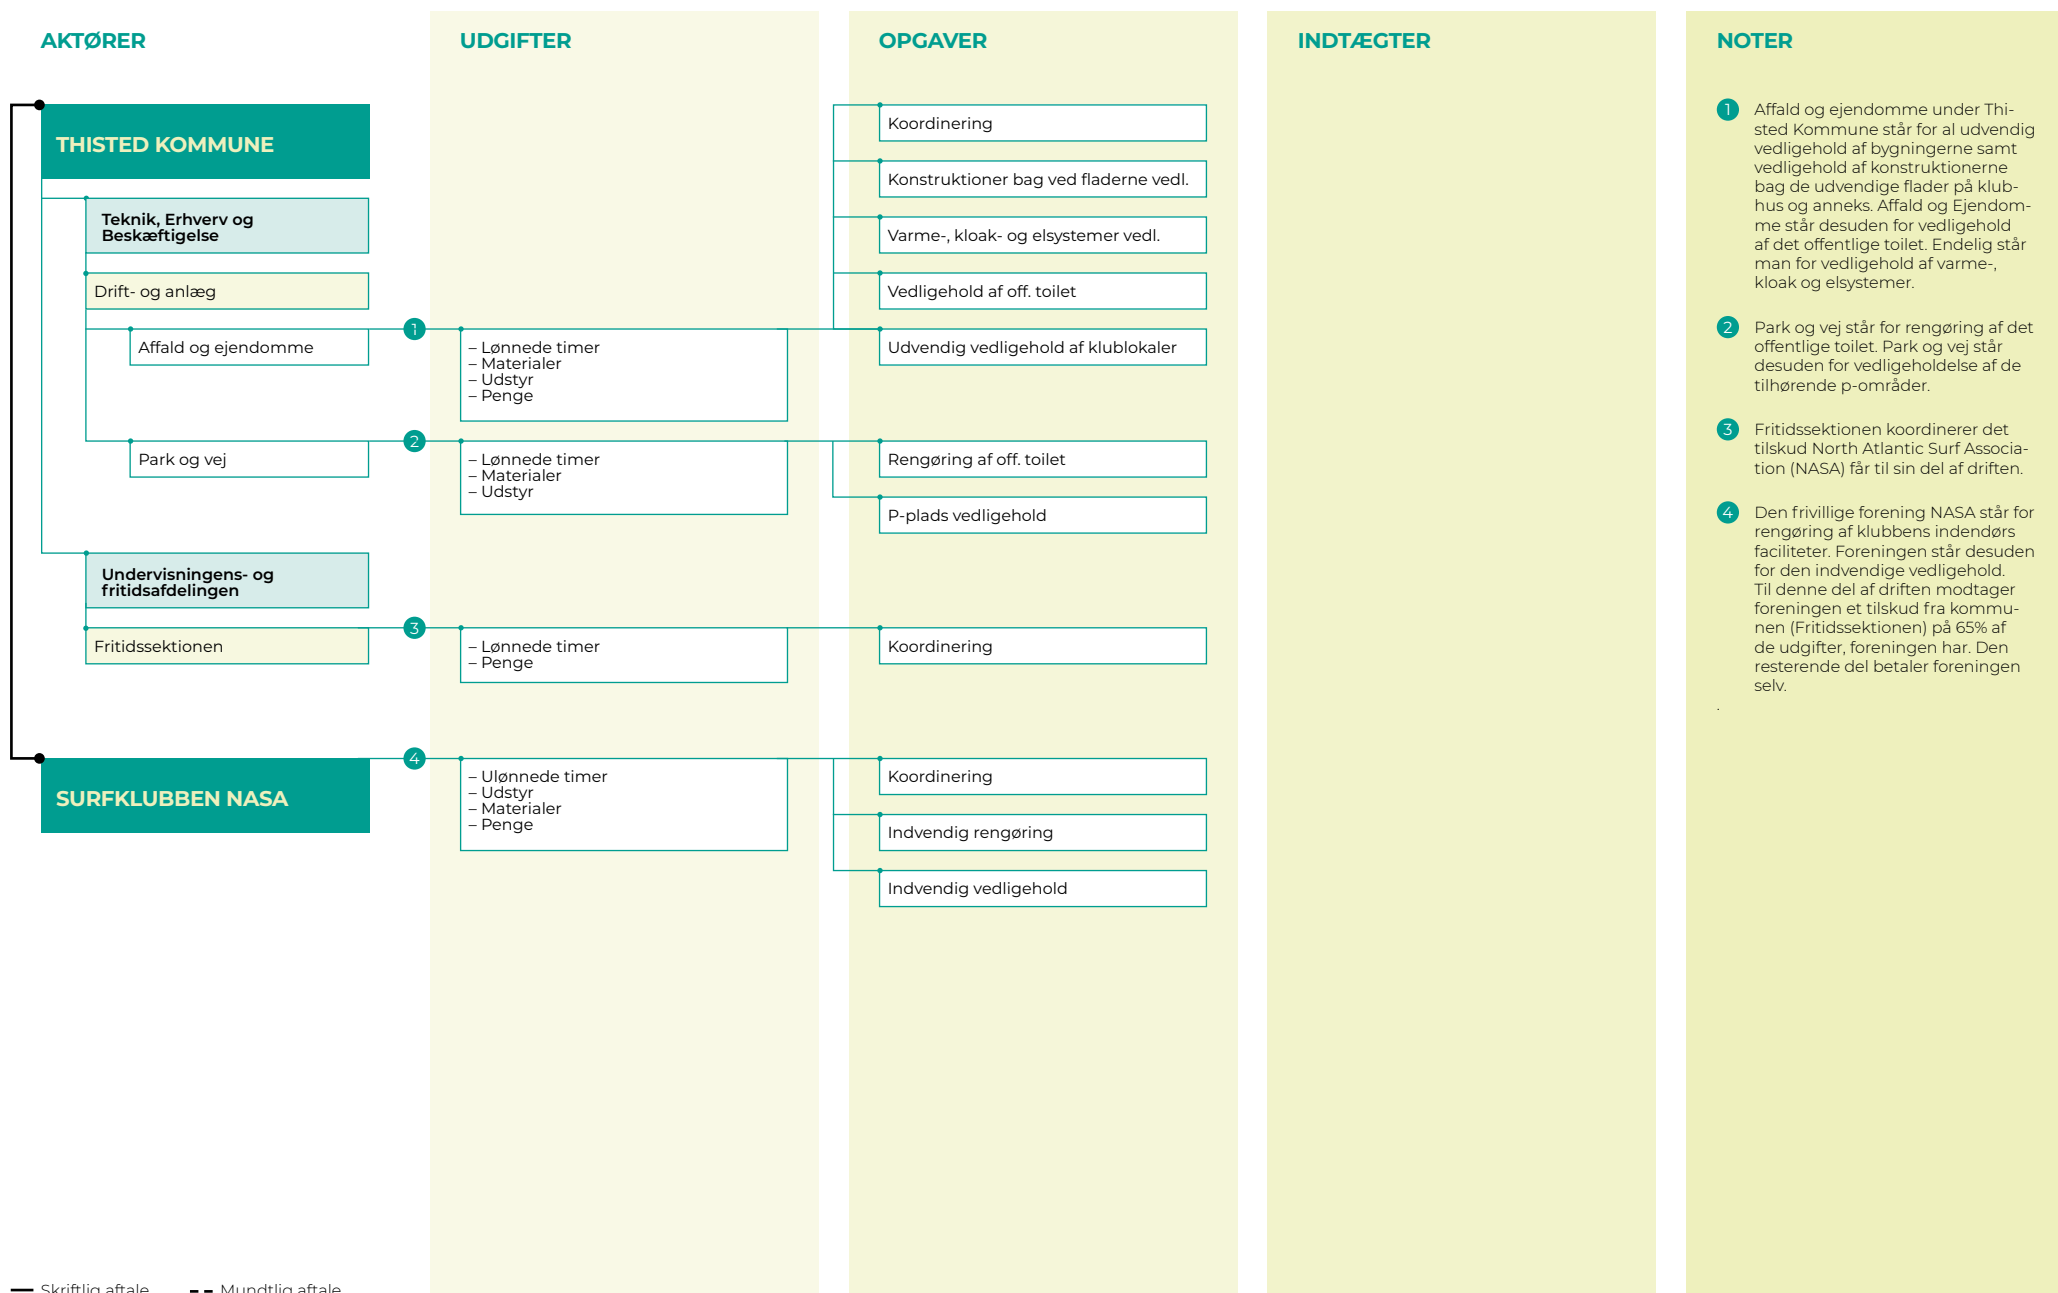 AKTØRER
UDGIFTER
OPGAVER
INDTÆGTER
NOTER
THISTED KOMMUNE
Teknik, Erhverv og
Beskæftigelse
Drift- og anlæg
Affald og ejendomme
Park og vej
Undervisningens- og
fritidsafdelingen
Fritidssektionen
SURFKLUBBEN NASA
1
– Lønnede timer
– Materialer
– Udstyr
– Penge
2
– Lønnede timer
– Materialer
– Udstyr
3
– Lønnede timer
– Penge
4
– Ulønnede timer
– Udstyr
– Materialer
– Penge
Koordinering
Konstruktioner bag ved fladerne vedl.
Varme-, kloak- og elsystemer vedl.
Vedligehold af off. toilet
Udvendig vedligehold af klublokaler
Rengøring af off. toilet
P-plads vedligehold
Koordinering
Koordinering
Indvendig rengøring
Indvendig vedligehold
1 Affald og ejendomme under Thi-
sted Kommune står for al udvendig
vedligehold af bygningerne samt
vedligehold af konstruktionerne
bag de udvendige flader på klub-
hus og anneks. Affald og Ejendom-
me står desuden for vedligehold
af det offentlige toilet. Endelig står
man for vedligehold af varme-,
kloak og elsystemer.
2 Park og vej står for rengøring af det
offentlige toilet. Park og vej står
desuden for vedligeholdelse af de
tilhørende p-områder.
3 Fritidssektionen koordinerer det
tilskud North Atlantic Surf Associa-
tion (NASA) får til sin del af driften.
4 Den frivillige forening NASA står for
rengøring af klubbens indendørs
faciliteter. Foreningen står desuden
for den indvendige vedligehold.
Til denne del af driften modtager
foreningen et tilskud fra kommu-
nen (Fritidssektionen) på 65% af
de udgifter, foreningen har. Den
resterende del betaler foreningen
selv.
.
Skriftlig aftale
Mundtlig aftale